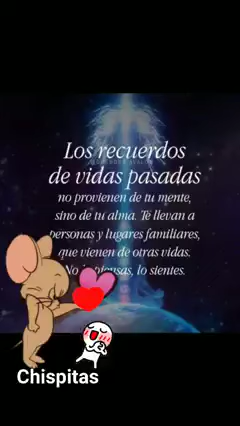 Los recuerdos
de vidas pasadas
no provienen de tu mente,
sino de tu alma. Te llevan a
personas y lugares familiares,
que vienen de otras vidas.
No piensas, lo sientes.
Chispitas